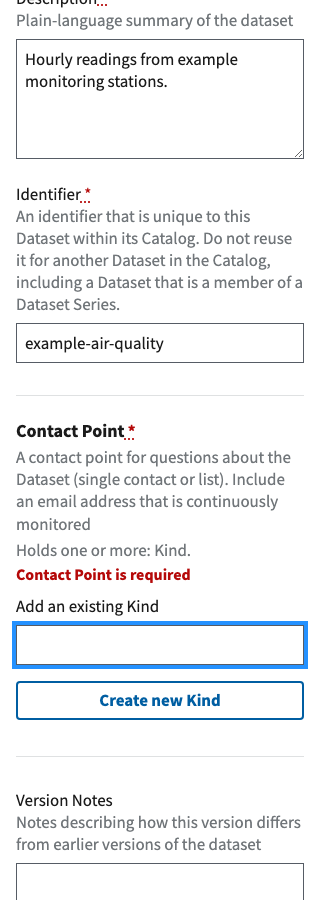 Description *
Plain-language summary of the dataset
Hourly readings from example
monitoring stations.
Identifier *
An identifier that is unique to this
Dataset within its Catalog. Do not reuse
it for another Dataset in the Catalog,
including a Dataset that is a member of a
Dataset Series.
example-air-quality
Contact Point *
A contact point for questions about the
Dataset (single contact or list). Include
an email address that is continuously
monitored
Holds one or more: Kind.
Contact Point is required
Add an existing Kind
Create new Kind
Version Notes
Notes describing how this version differs
from earlier versions of the dataset